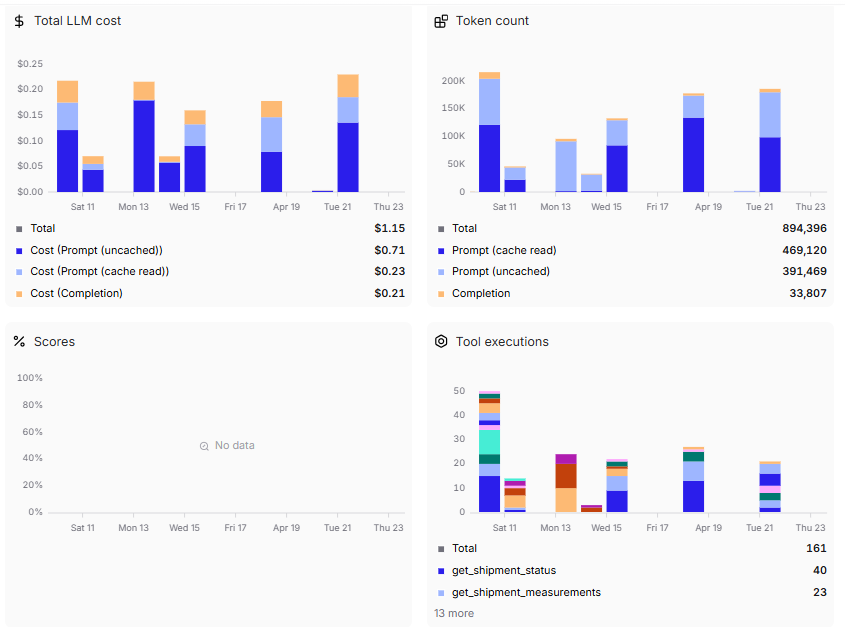 Total LLM cost
$0.25
$0.20
$0.15
$0.10
$0.05
$0.00
Sat 11 Mon 13 Wed 15 Fri 17 Apr 19 Tue 21 Thu 23
Total $1.15
Cost (Prompt (uncached)) $0.71
Cost (Prompt (cache read)) $0.23
Cost (Completion) $0.21
Token count
200K
150K
100K
50K
0
Sat 11 Mon 13 Wed 15 Fri 17 Apr 19 Tue 21 Thu 23
Total 894,396
Prompt (cache read) 469,120
Prompt (uncached) 391,469
Completion 33,807
Scores
100%
80%
60%
40%
20%
0%
No data
Sat 11 Mon 13 Wed 15 Fri 17 Apr 19 Tue 21 Thu 23
Tool executions
50
40
30
20
10
0
Sat 11 Mon 13 Wed 15 Fri 17 Apr 19 Tue 21 Thu 23
Total 161
get_shipment_status 40
get_shipment_measurements 23
13 more